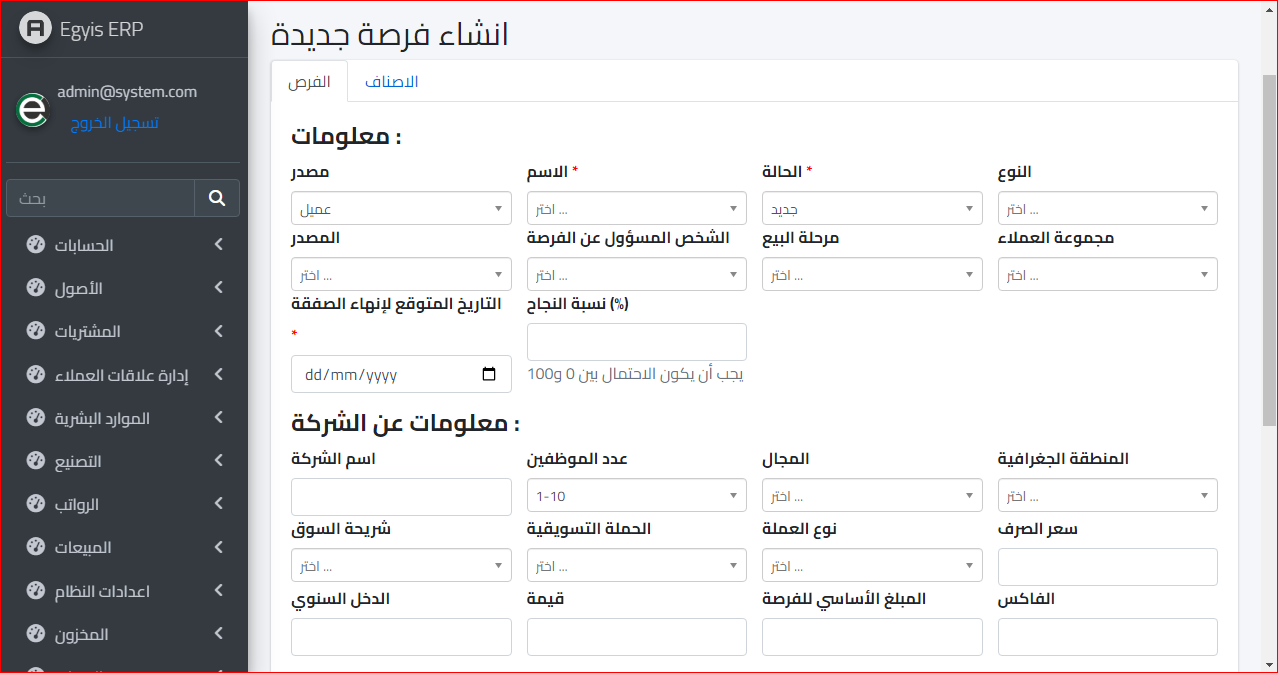 Egyis ERP
admin@system.com
تسجيل الخروج
بحث
الحسابات
الأصول
المشتريات
إدارة علاقات العملاء
الموارد البشرية
التصنيع
الرواتب
المبيعات
اعدادات النظام
المخزون
انشاء فرصة جديدة
الفرص الاصناف
معلومات :
مصدر الاسم * الحالة * النوع
عميل اختر ... جديد اختر ...
المصدر الشخص المسؤول عن الفرصة مرحلة البيع مجموعة العملاء
اختر ... اختر ... اختر ... اختر ...
التاريخ المتوقع لإنهاء الصفقة نسبة النجاح (%)
*
dd/mm/yyyy
يجب أن يكون الاحتمال بين 0 و100
معلومات عن الشركة :
اسم الشركة عدد الموظفين المجال المنطقة الجغرافية
1-10 اختر ... اختر ...
شريحة السوق الحملة التسويقية نوع العملة سعر الصرف
اختر ... اختر ... اختر ...
الدخل السنوي قيمة المبلغ الأساسي للفرصة الفاكس